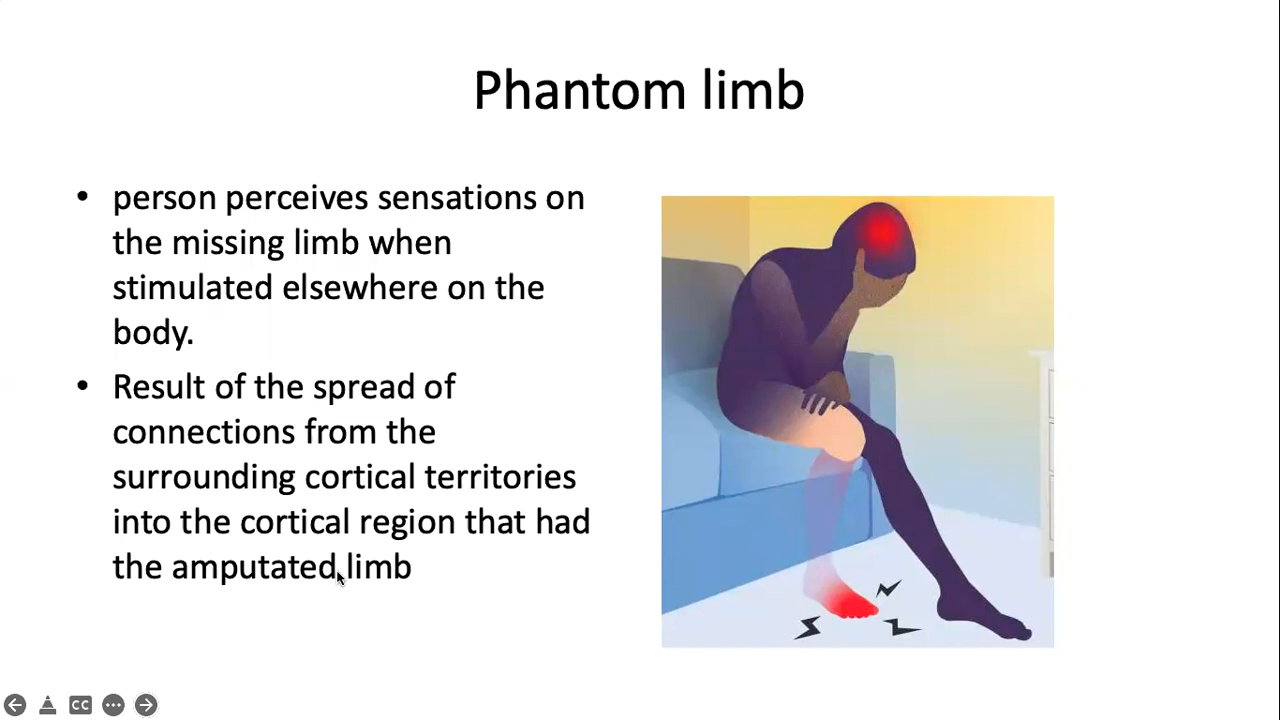 Phantom limb
• person perceives sensations on
the missing limb when
stimulated elsewhere on the
body.
• Result of the spread of
connections from the
surrounding cortical territories
into the cortical region that had
the amputated limb
CC